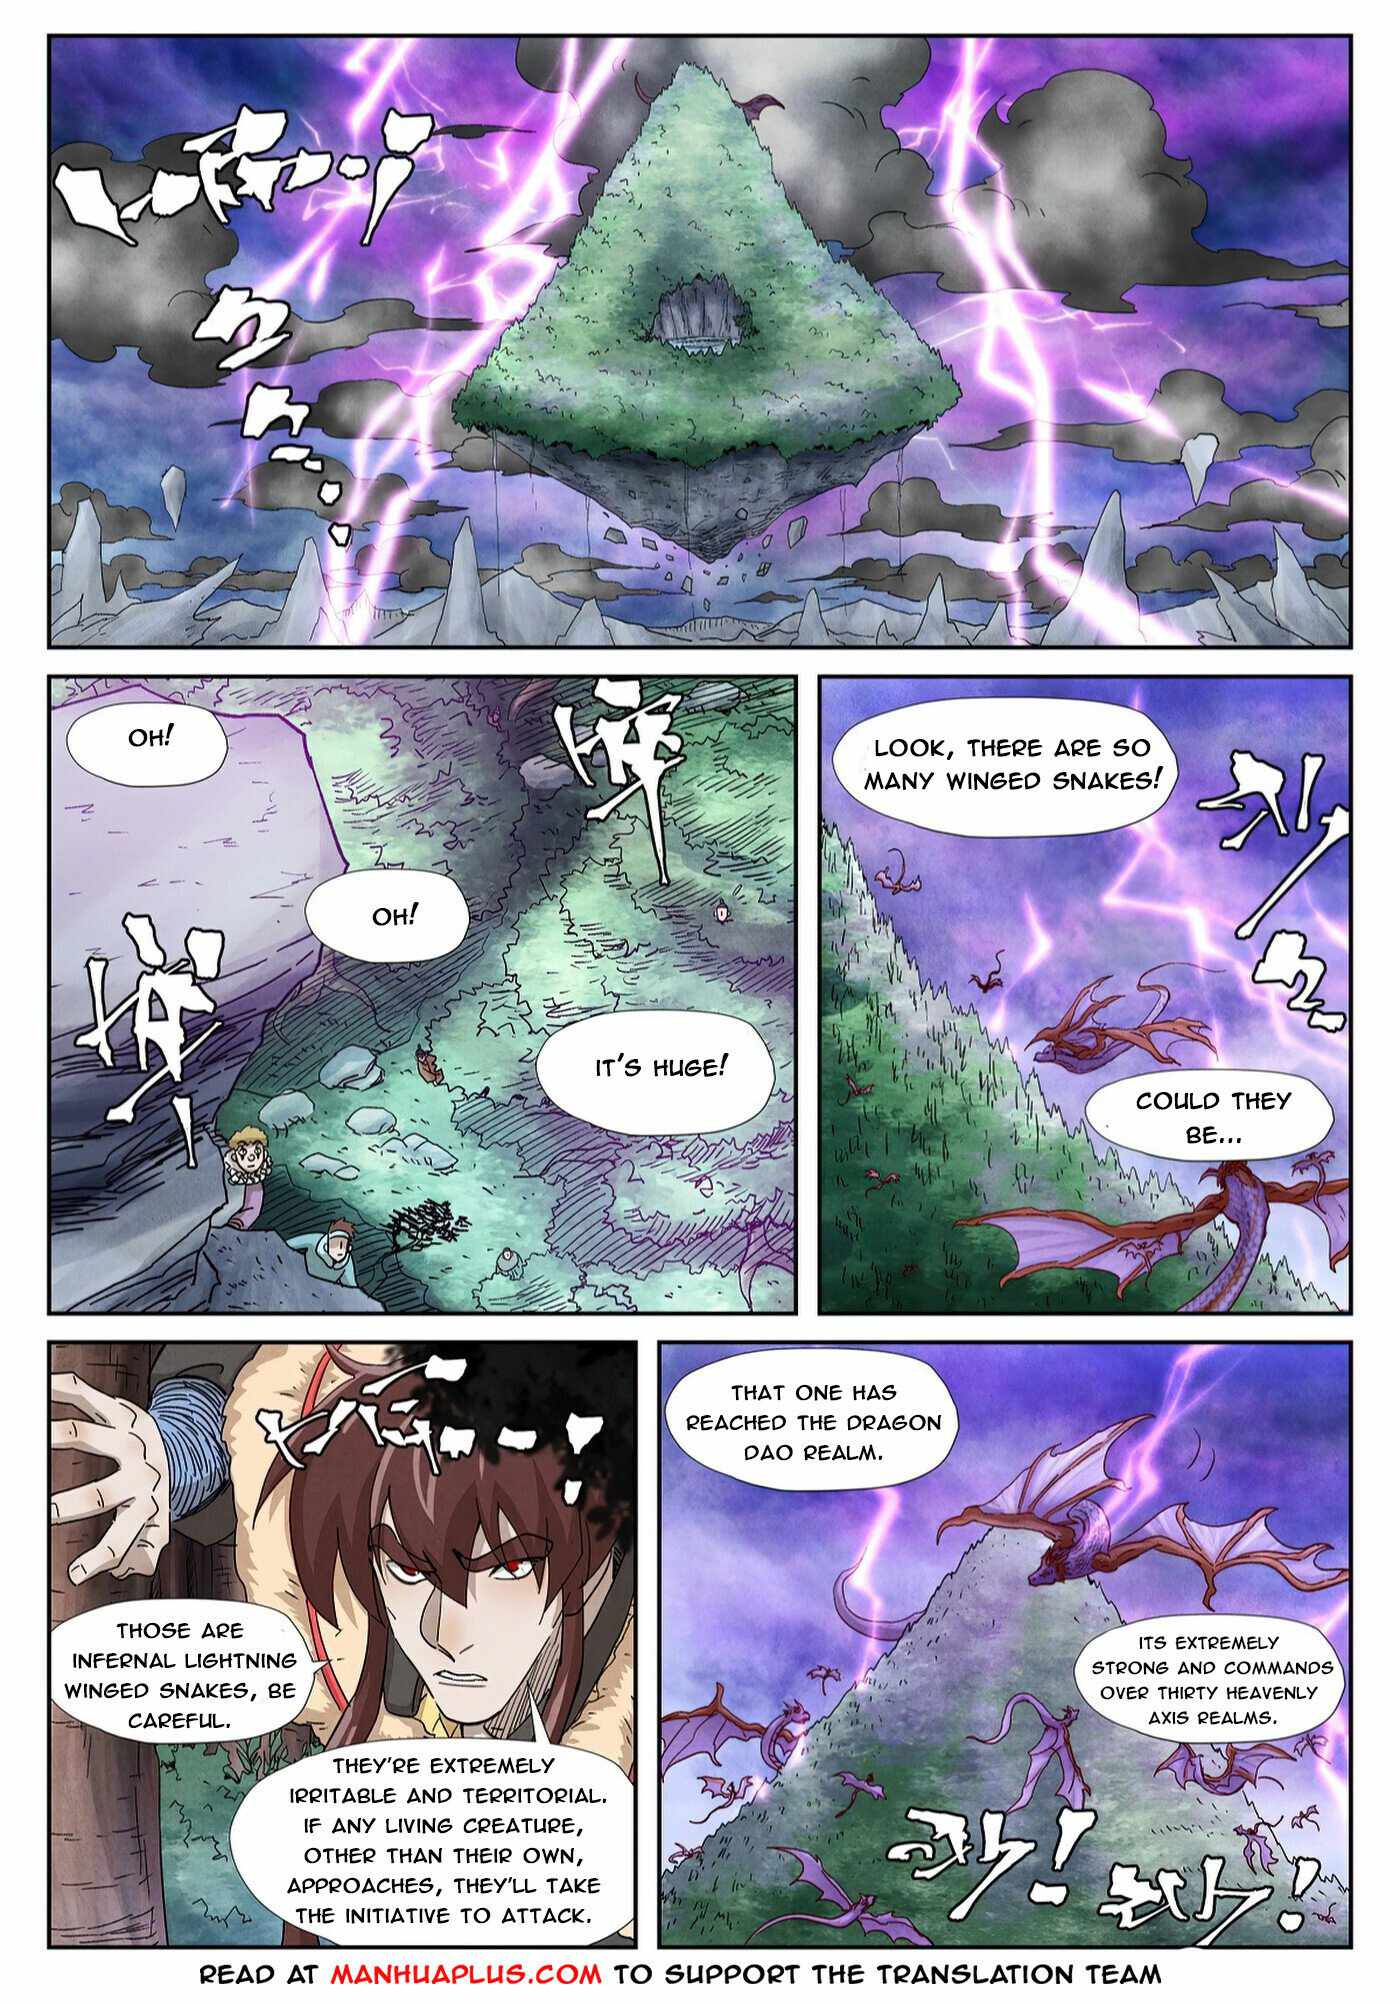 OH!
OH!
IT'S HUGE!
LOOK, THERE ARE SO
MANY WINGED SNAKES!
COULD THEY
BE...
THOSE ARE
INFERNAL LIGHTNING
WINGED SNAKES, BE
CAREFUL.
THEY'RE EXTREMELY
IRRITABLE AND TERRITORIAL.
IF ANY LIVING CREATURE,
OTHER THAN THEIR OWN,
APPROACHES, THEY'LL TAKE
THE INITIATIVE TO ATTACK.
THAT ONE HAS
REACHED THE DRAGON
DAO REALM.
ITS EXTREMELY
STRONG AND COMMANDS
OVER THIRTY HEAVENLY
AXIS REALMS.
READ AT MANHUAPLUS.COM TO SUPPORT THE TRANSLATION TEAM